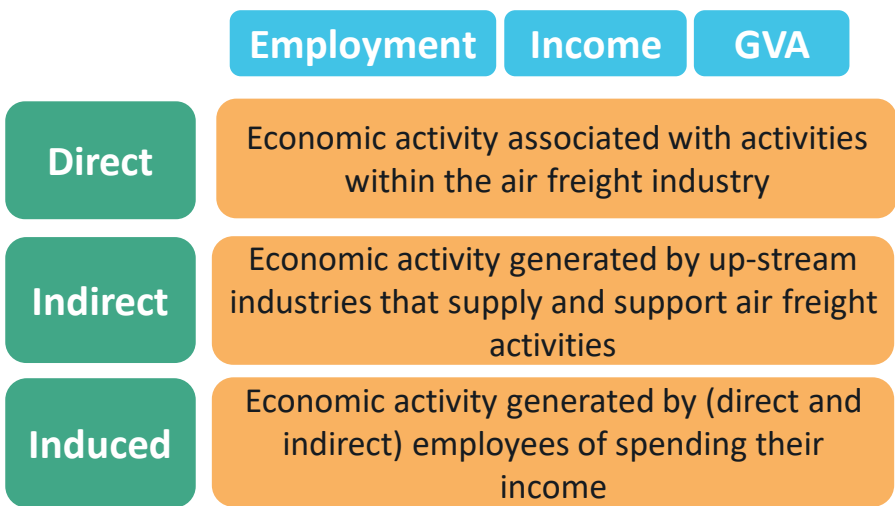 Employment Income GVA
Direct
Economic activity associated with activities
within the air freight industry
Indirect
Economic activity generated by up-stream
industries that supply and support air freight
activities
Induced
Economic activity generated by (direct and
indirect) employees of spending their
income